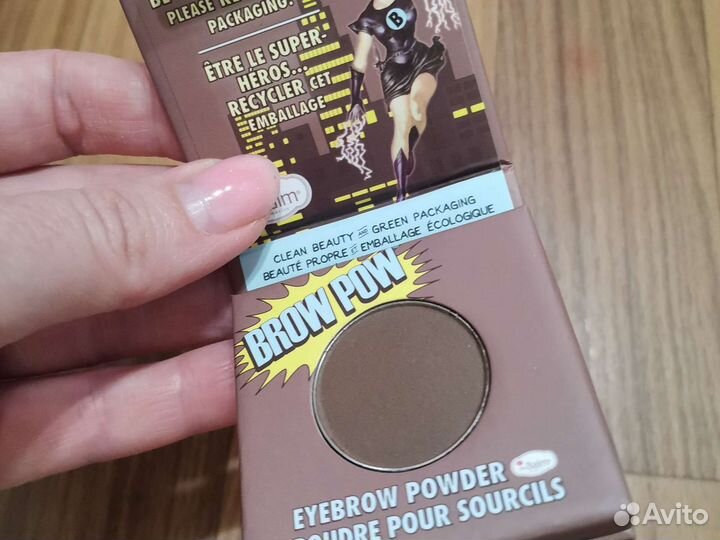 PLEASE
PACKAGING.
ÊTRE LE SUPER-
HÉROS...
RECYCLER CET
EMBALLAGE
B
CLEAN BEAUTY AND GREEN PACKAGING
BEAUTÉ PROPRE ET EMBALLAGE ÉCOLOGIQUE
BROW POW
EYEBROW POWDER
POUDRE POUR SOURCILS
Avito